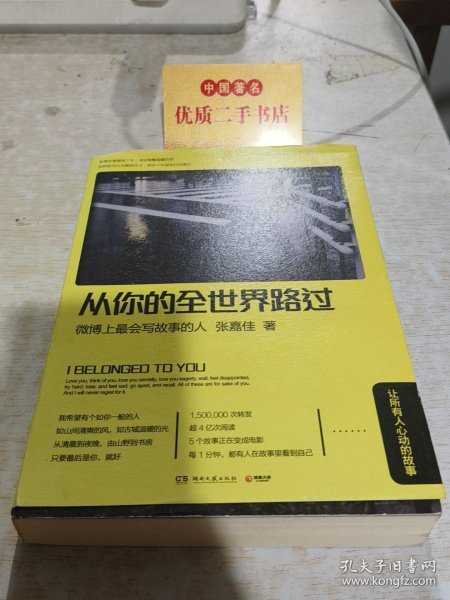 中国著名
优质二手书店
从你的全世界路过
微博上最会写故事的人 张嘉佳 著
I BELONGED TO YOU
Love you, think of you, love you secretly, love you eagerly, wait, feel disappointed,
try hard, lose, and feel sad, go apart, and recall. All of these are for sake of you.
And I will never regret for it.
我希望有个如你一般的人
如山间清爽的风，如古城温暖的光
从清晨到夜晚，由山野到书房
只要最后是你，就好
1,500,000 次转发
超 4 亿次阅读
5 个故事正在变成电影
每 1 分钟，都有人在故事里看到自己
……
让所有人心动的故事
湖南文艺出版社
孔夫子旧书网
www.kongfz.com